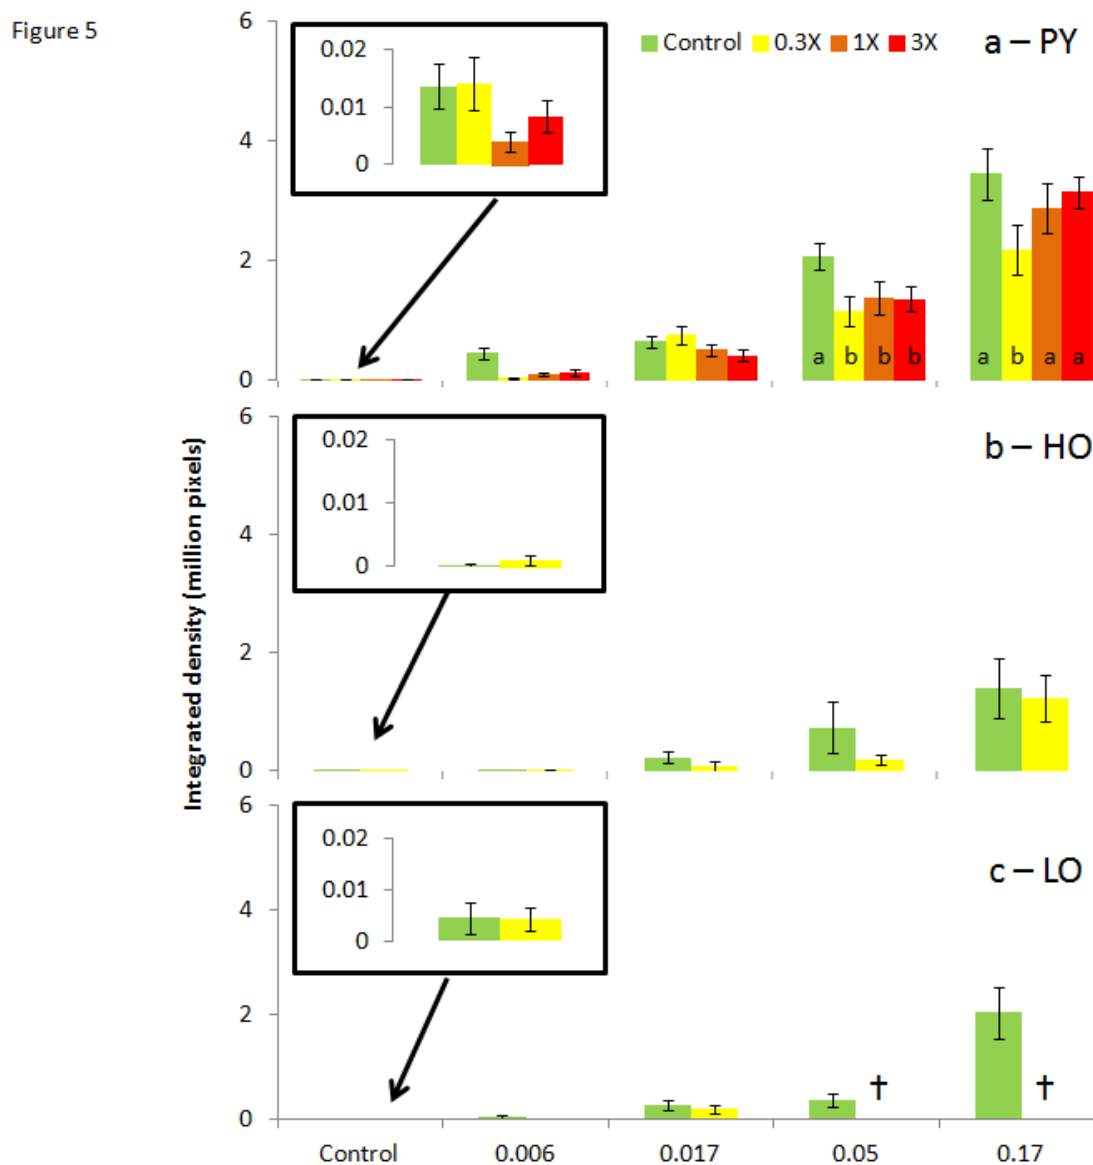 Figure 5
Integrated density (million pixels)
Control 0.3X 1X 3X
a – PY
6
4
2
0
0.02
0.01
0
a b b b
a b a a
b – HO
6
4
2
0
0.02
0.01
0
c – LO
6
4
2
0
0.02
0.01
0
† †
Control 0.006 0.017 0.05 0.17